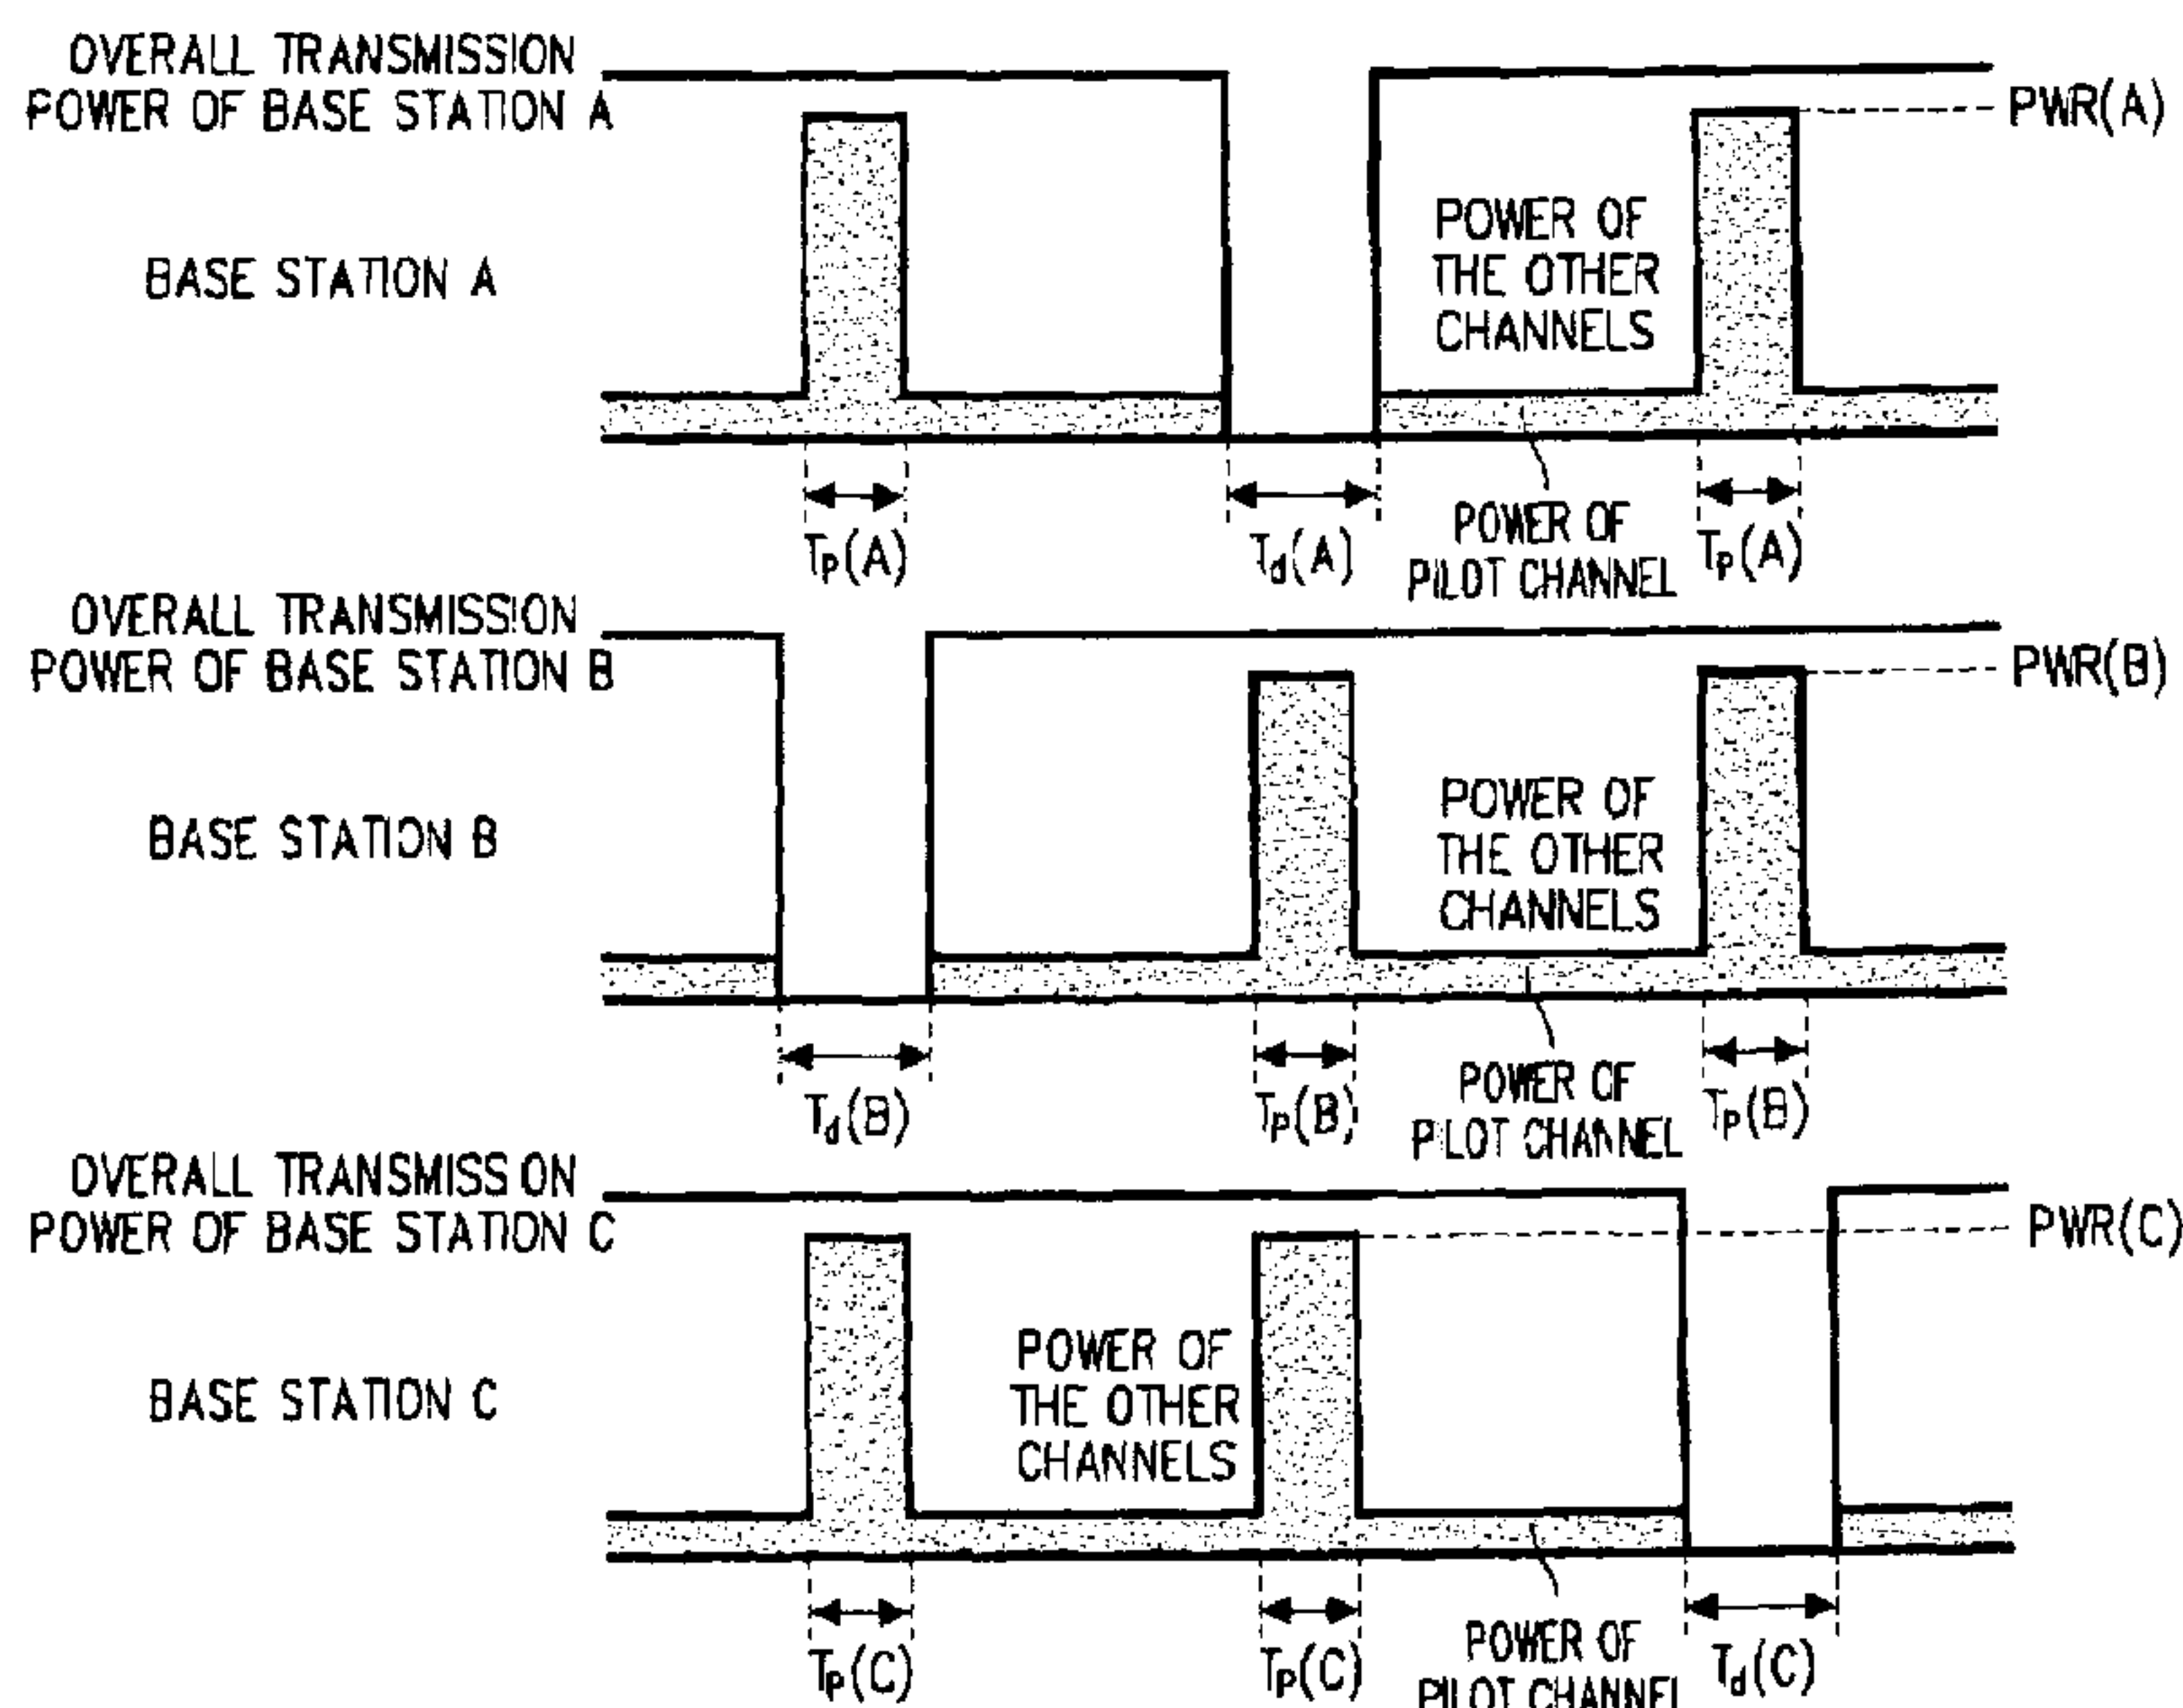 OVERALL TRANSMISSION
POWER OF BASE STATION A
PWR(A)
POWER OF
THE OTHER
CHANNELS
BASE STATION A
Tp(A)
Td(A)
POWER OF
PILOT CHANNEL
Tp(A)
OVERALL TRANSMISSION
POWER OF BASE STATION B
PWR(B)
POWER OF
THE OTHER
CHANNELS
BASE STATION B
Td(B)
Tp(B)
POWER OF
PILOT CHANNEL
Tp(B)
OVERALL TRANSMISSION
POWER OF BASE STATION C
PWR(C)
POWER OF
THE OTHER
CHANNELS
BASE STATION C
Tp(C)
Tp(C)
POWER OF
PILOT CHANNEL
Td(C)